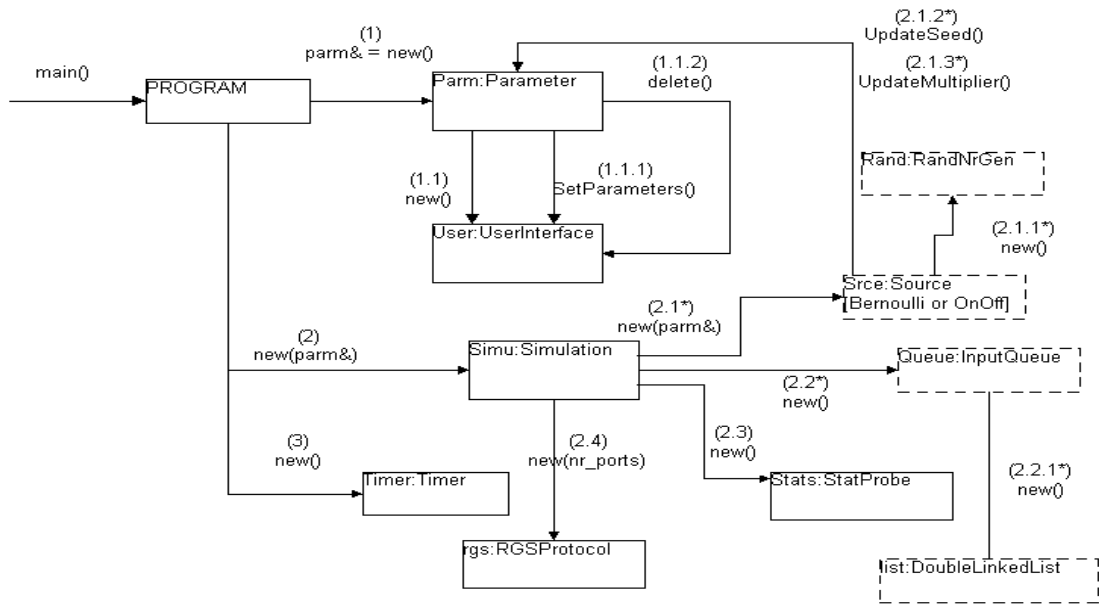 (2.1.2*)
UpdateSeed()
(1)
parm& = new()
(1.1.2)
delete()
(2.1.3*)
UpdateMultiplier()
main()
PROGRAM
Parm:Parameter
Rand:RandNrGen
(1.1)
new()
(1.1.1)
SetParameters()
User:UserInterface
(2.1.1*)
new()
Srce:Source
[Bernoulli or OnOff]
(2.1*)
new(parm&)
(2)
new(parm&)
Simu:Simulation
Queue:InputQueue
(2.2*)
new()
(3)
new()
(2.4)
new(nr_ports)
(2.3)
new()
Timer:Timer
Stats:StatProbe
(2.2.1*)
new()
rgs:RGSProtocol
list:DoubleLinkedList